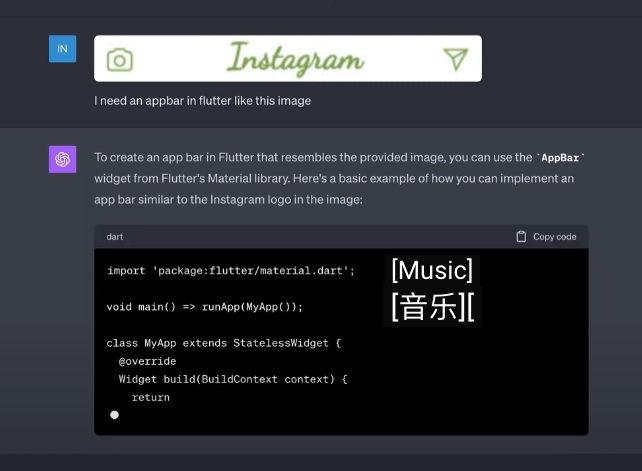 IN
Instagram
I need an appbar in flutter like this image
To create an app bar in Flutter that resembles the provided image, you can use the `AppBar`
widget from Flutter's Material library. Here's a basic example of how you can implement an
app bar similar to the Instagram logo in the image:
dart
Copy code
import 'package:flutter/material.dart';
[Music]
[音乐][
void main() => runApp(MyApp());
class MyApp extends StatelessWidget {
@override
Widget build(BuildContext context) {
return